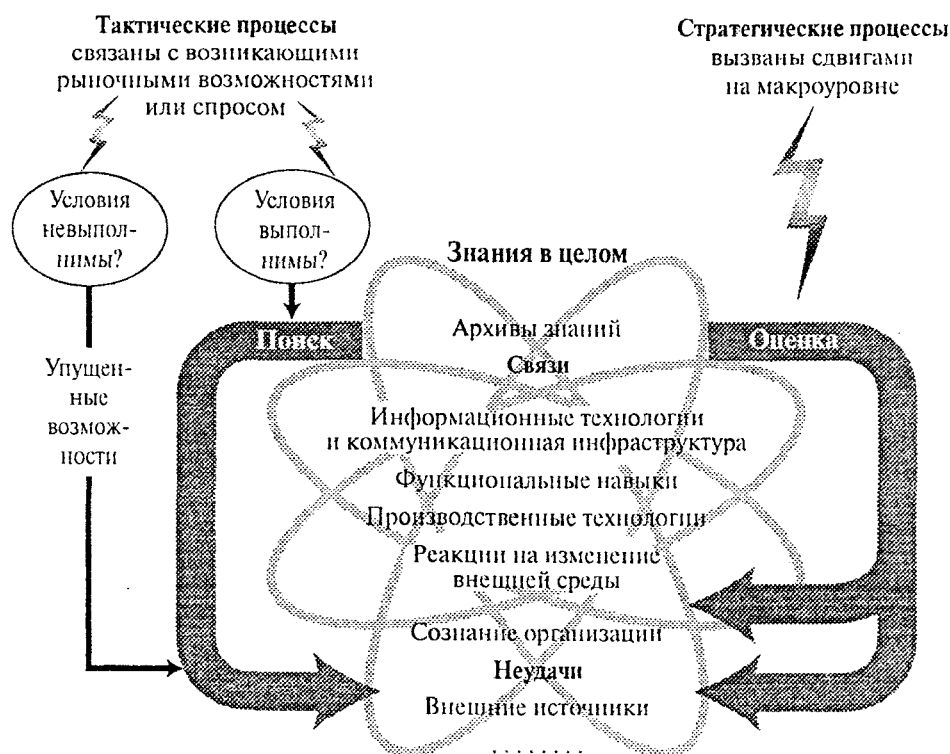 Тактические процессы
связаны с возникающими
рыночными возможностями
или спросом
Стратегические процессы
вызваны сдвигами
на макроуровне
Условия
невыпол-
нимы?
Условия
выпол-
нимы?
Знания в целом
Поиск
Архивы знаний
Оценка
Связи
Упущен-
ные
возмож-
ности
Информационные технологии
и коммуникационная инфраструктура
Функциональные навыки
Производственные технологии
Реакции на изменение
внешней среды
Сознание организации
Неудачи
Внешние источники
. . . . . . . .